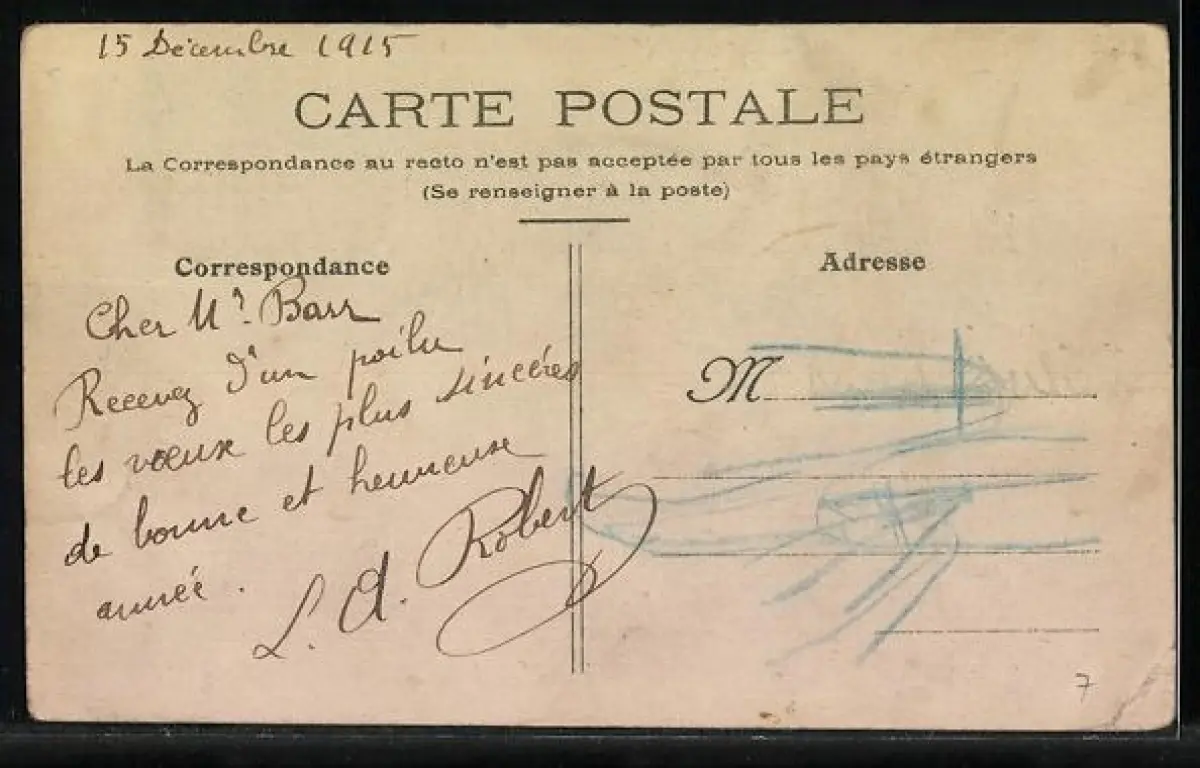 15 Décembre 1915
CARTE POSTALE
La Correspondance au recto n'est pas acceptée par tous les pays étrangers
(Se renseigner à la poste)
Correspondance
Cher Mr. Barr
Recevez d'un poilu
les vœux les plus sincères
de bonne et heureuse
année.
L. A. Robert
Adresse
M
7